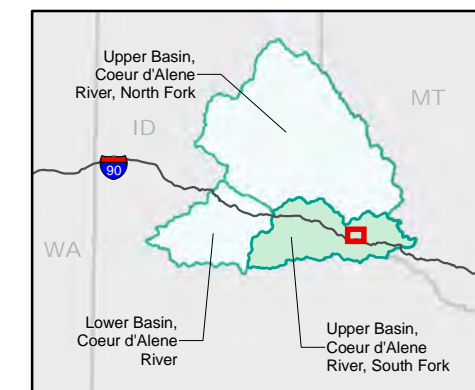 Upper Basin,
Coeur d'Alene
River, North Fork
MT
ID
90
WA
Lower Basin,
Coeur d'Alene
River
Upper Basin,
Coeur d'Alene
River, South Fork